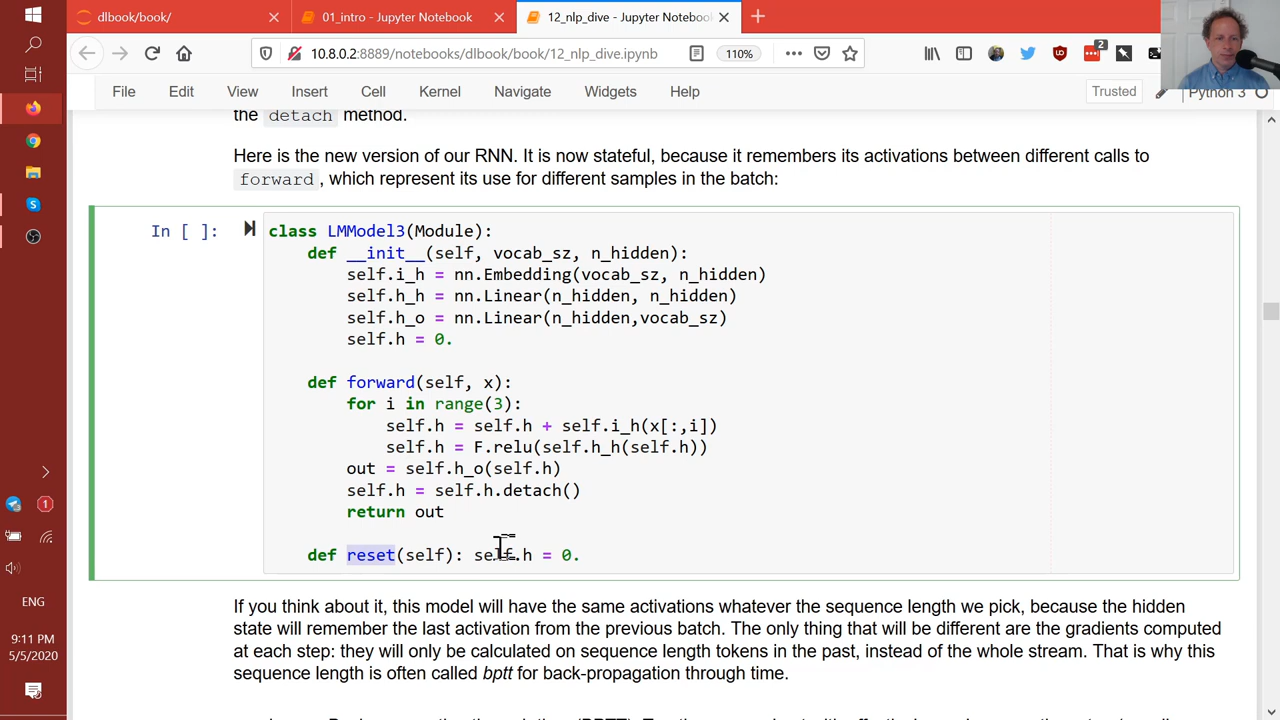 dlbook/book/
01_intro - Jupyter Notebook
12_nlp_dive - Jupyter Notebook
10.8.0.2:8889/notebooks/dlbook/book/12_nlp_dive.ipynb
110%
2
File Edit View Insert Cell Kernel Navigate Widgets Help
Trusted
Python 3
the detach method.
Here is the new version of our RNN. It is now stateful, because it remembers its activations between different calls to
forward, which represent its use for different samples in the batch:
In [ ]:
class LMModel3(Module):
def __init__(self, vocab_sz, n_hidden):
self.i_h = nn.Embedding(vocab_sz, n_hidden)
self.h_h = nn.Linear(n_hidden, n_hidden)
self.h_o = nn.Linear(n_hidden,vocab_sz)
self.h = 0.
def forward(self, x):
for i in range(3):
self.h = self.h + self.i_h(x[:,i])
self.h = F.relu(self.h_h(self.h))
out = self.h_o(self.h)
self.h = self.h.detach()
return out
def reset(self): self.h = 0.
If you think about it, this model will have the same activations whatever the sequence length we pick, because the hidden
state will remember the last activation from the previous batch. The only thing that will be different are the gradients computed
at each step: they will only be calculated on sequence length tokens in the past, instead of the whole stream. That is why this
sequence length is often called bptt for back-propagation through time.
1
ENG
9:11 PM
5/5/2020